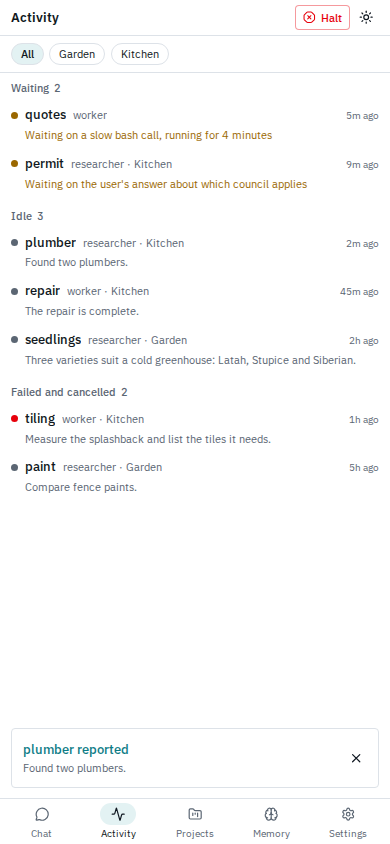 Activity
Halt
All
Garden
Kitchen
Waiting 2
quotes worker 5m ago
Waiting on a slow bash call, running for 4 minutes
permit researcher · Kitchen 9m ago
Waiting on the user's answer about which council applies
Idle 3
plumber researcher · Kitchen 2m ago
Found two plumbers.
repair worker · Kitchen 45m ago
The repair is complete.
seedlings researcher · Garden 2h ago
Three varieties suit a cold greenhouse: Latah, Stupice and Siberian.
Failed and cancelled 2
tiling worker · Kitchen 1h ago
Measure the splashback and list the tiles it needs.
paint researcher · Garden 5h ago
Compare fence paints.
plumber reported
Found two plumbers.
Chat
Activity
Projects
Memory
Settings